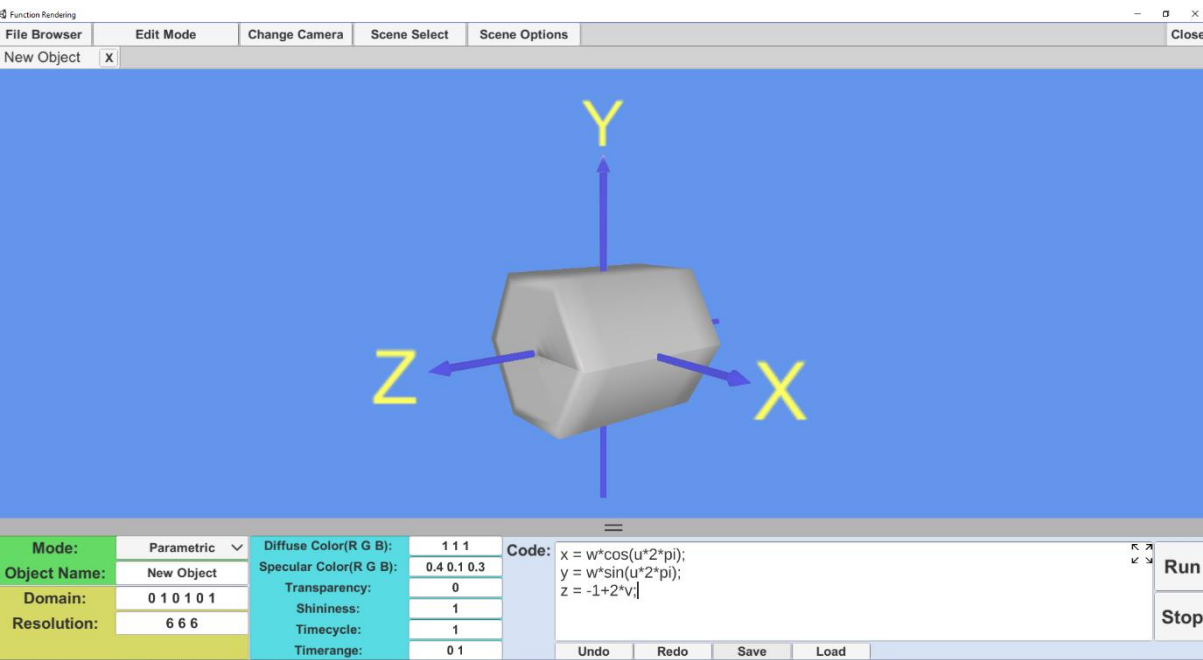 Function Rendering
File Browser Edit Mode Change Camera Scene Select Scene Options Close
New Object X
Y
Z
X
Mode: Parametric
Object Name: New Object
Domain: 0 1 0 1 0 1
Resolution: 6 6 6
Diffuse Color(R G B): 1 1 1
Specular Color(R G B): 0.4 0.1 0.3
Transparency: 0
Shininess: 1
Timecycle: 1
Timerange: 0 1
Code:
x = w*cos(u*2*pi);
y = w*sin(u*2*pi);
z = -1+2*v;
Run
Stop
Undo Redo Save Load